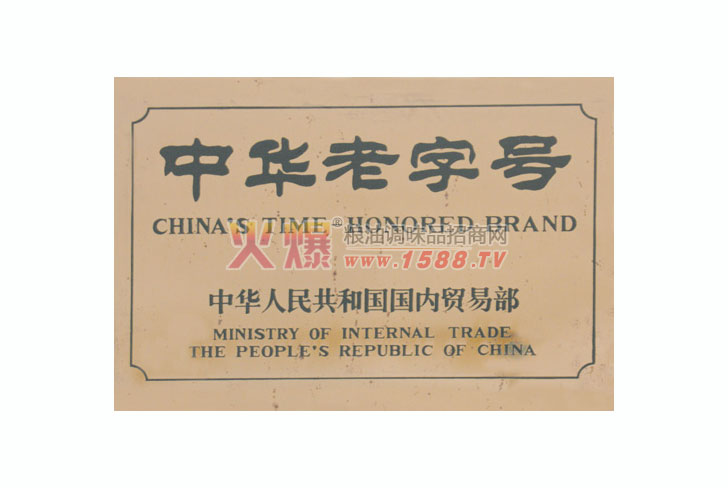 中华老字号
CHINA'S TIME HONORED BRAND
火爆®粮油调味品招商网
www.1588.TV
中华人民共和国国内贸易部
MINISTRY OF INTERNAL TRADE
THE PEOPLE'S REPUBLIC OF CHINA